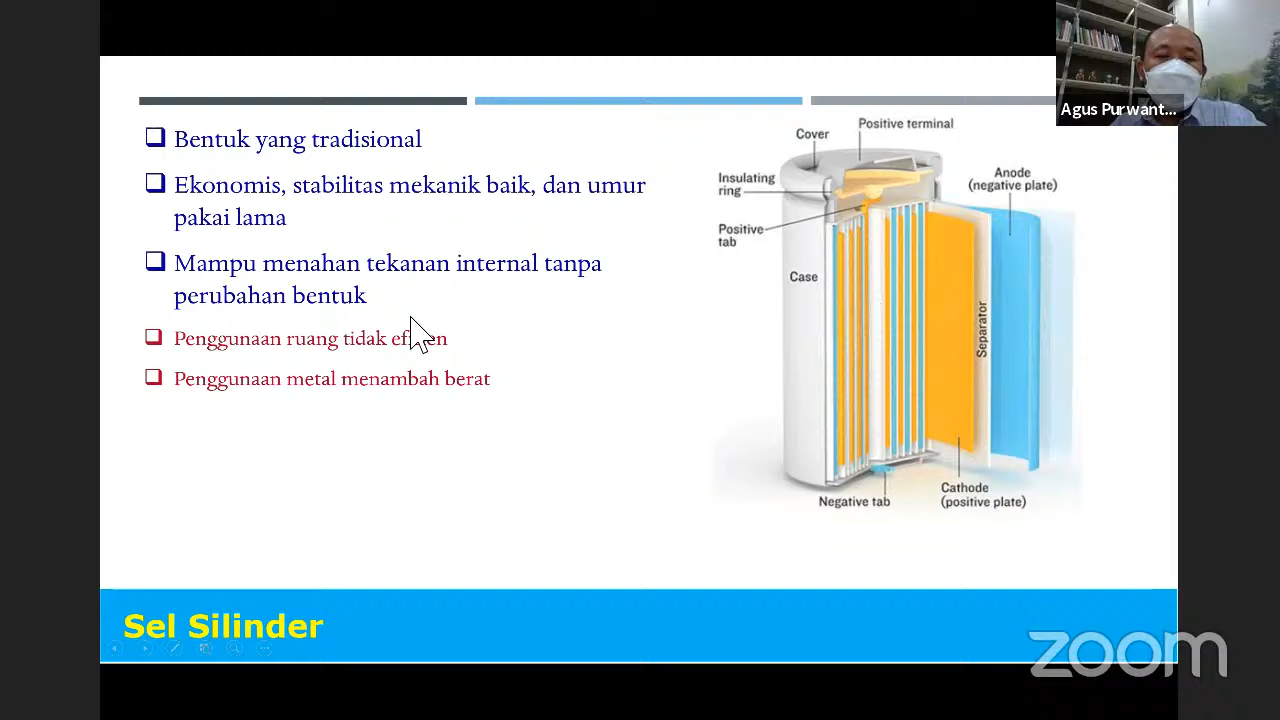 Agus Purwant...
Bentuk yang tradisional
Ekonomis, stabilitas mekanik baik, dan umur
pakai lama
Mampu menahan tekanan internal tanpa
perubahan bentuk
Penggunaan ruang tidak
Penggunaan metal menambah berat
Cover
Positive terminal
Insulating
ring
Anode
(negative plate)
Positive
tab
Case
Separator
Negative tab
Cathode
(positive plate)
Sel Silinder
zoom